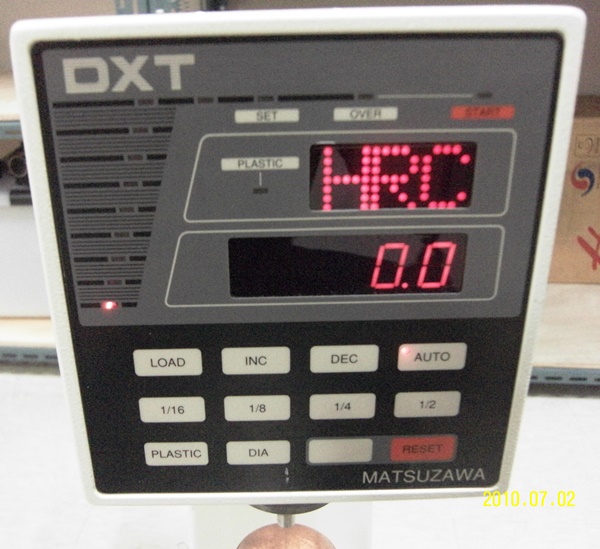 DXT
SET OVER START
PLASTIC
HRC
0.0
LOAD INC DEC AUTO
1/16 1/8 1/4 1/2
PLASTIC DIA RESET
MATSUZAWA
2010.07.02